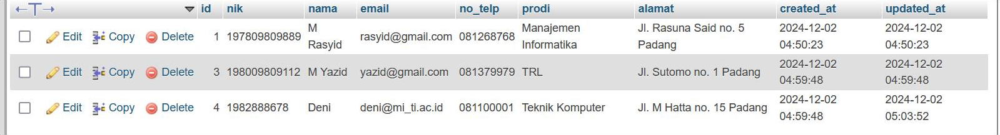 id nik nama email no_telp prodi alamat created_at updated_at
Edit Copy Delete 1 197809809889 M Rasyid rasyid@gmail.com 081268768 Manajemen Informatika Jl. Rasuna Said no. 5 Padang 2024-12-02 04:50:23 2024-12-02 04:50:23
Edit Copy Delete 3 198009809112 M Yazid yazid@gmail.com 081379979 TRL Jl. Sutomo no. 1 Padang 2024-12-02 04:59:48 2024-12-02 04:59:48
Edit Copy Delete 4 1982888678 Deni deni@mi_ti.ac.id 081100001 Teknik Komputer Jl. M Hatta no. 15 Padang 2024-12-02 04:59:48 2024-12-02 05:03:52